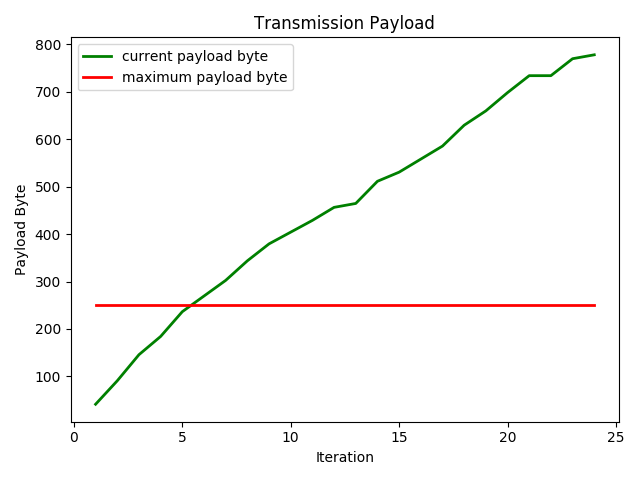 Transmission Payload
current payload byte
maximum payload byte
800
700
600
500
400
300
200
100
Payload Byte
0
5
10
15
20
25
Iteration